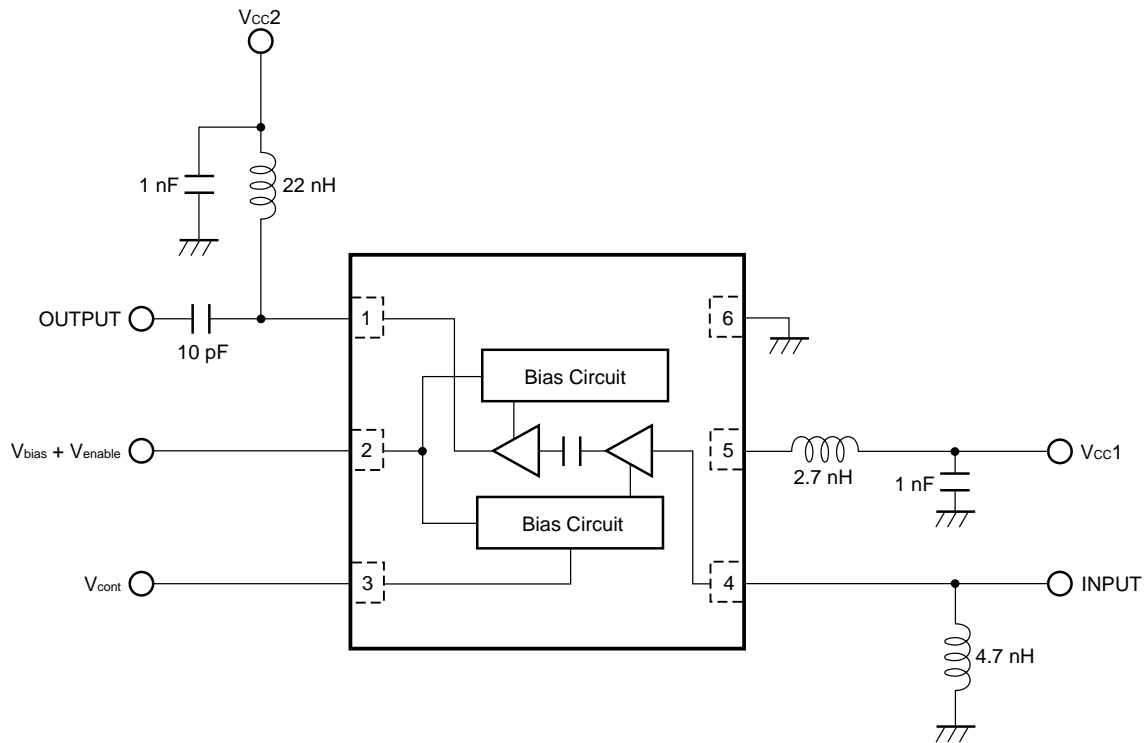 Vcc2
1 nF
22 nH
OUTPUT
10 pF
1
6
Bias Circuit
Vbias + Venable
2
5
2.7 nH
1 nF
Vcc1
Bias Circuit
Vcont
3
4
INPUT
4.7 nH